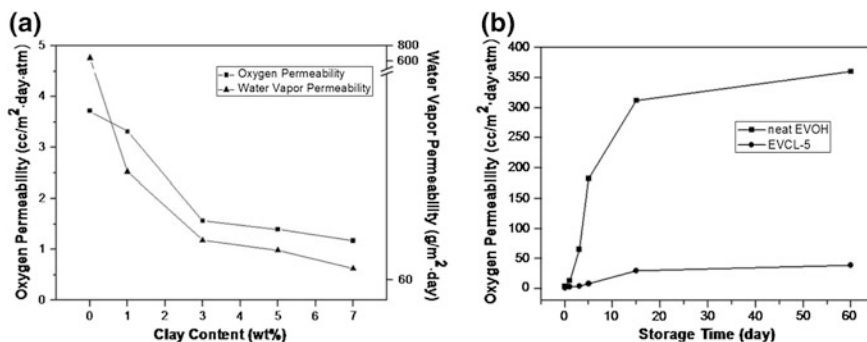 (a)
Oxygen Permeability (cc/m²·day·atm)
5
4
3
2
1
0
Oxygen Permeability
Water Vapor Permeability
800
600
60
Water Vapor Permeability (g/m²·day)
0 1 3 5 7
Clay Content (wt%)
(b)
Oxygen Permeability (cc/m²·day·atm)
400
350
300
250
200
150
100
50
0
neat EVOH
EVCL-5
0 10 20 30 40 50 60
Storage Time (day)